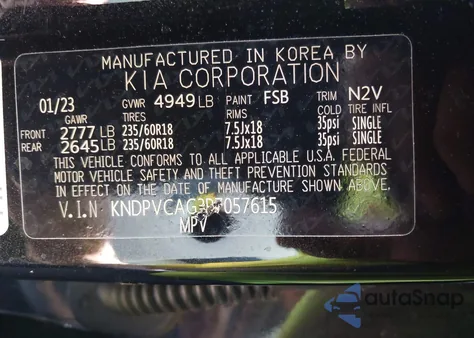 MANUFACTURED IN KOREA BY
KIA CORPORATION
01/23 GVWR 4949 LB PAINT FSB TRIM N2V
GAWR TIRES RIMS COLD TIRE INFL
FRONT 2777 LB 235/60R18 7.5Jx18 35psi SINGLE
REAR 2645 LB 235/60R18 7.5Jx18 35psi SINGLE
THIS VEHICLE CONFORMS TO ALL APPLICABLE U.S.A. FEDERAL
MOTOR VEHICLE SAFETY AND THEFT PREVENTION STANDARDS
IN EFFECT ON THE DATE OF MANUFACTURE SHOWN ABOVE.
V.I.N
MPV
autoSnap